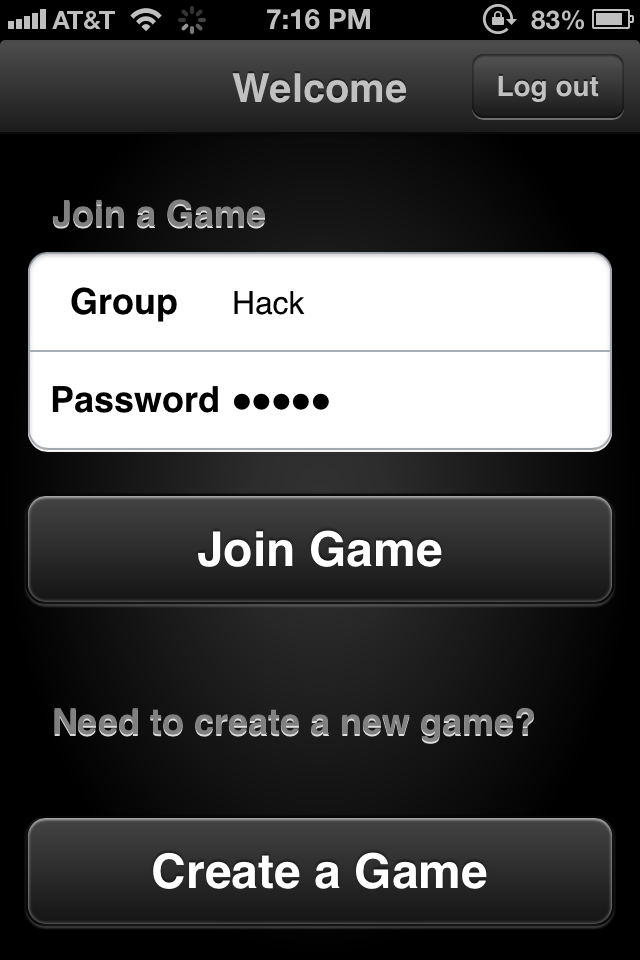 AT&T 7:16 PM 83%
Welcome Log out
Join a Game
Group Hack
Password •••••
Join Game
Need to create a new game?
Create a Game